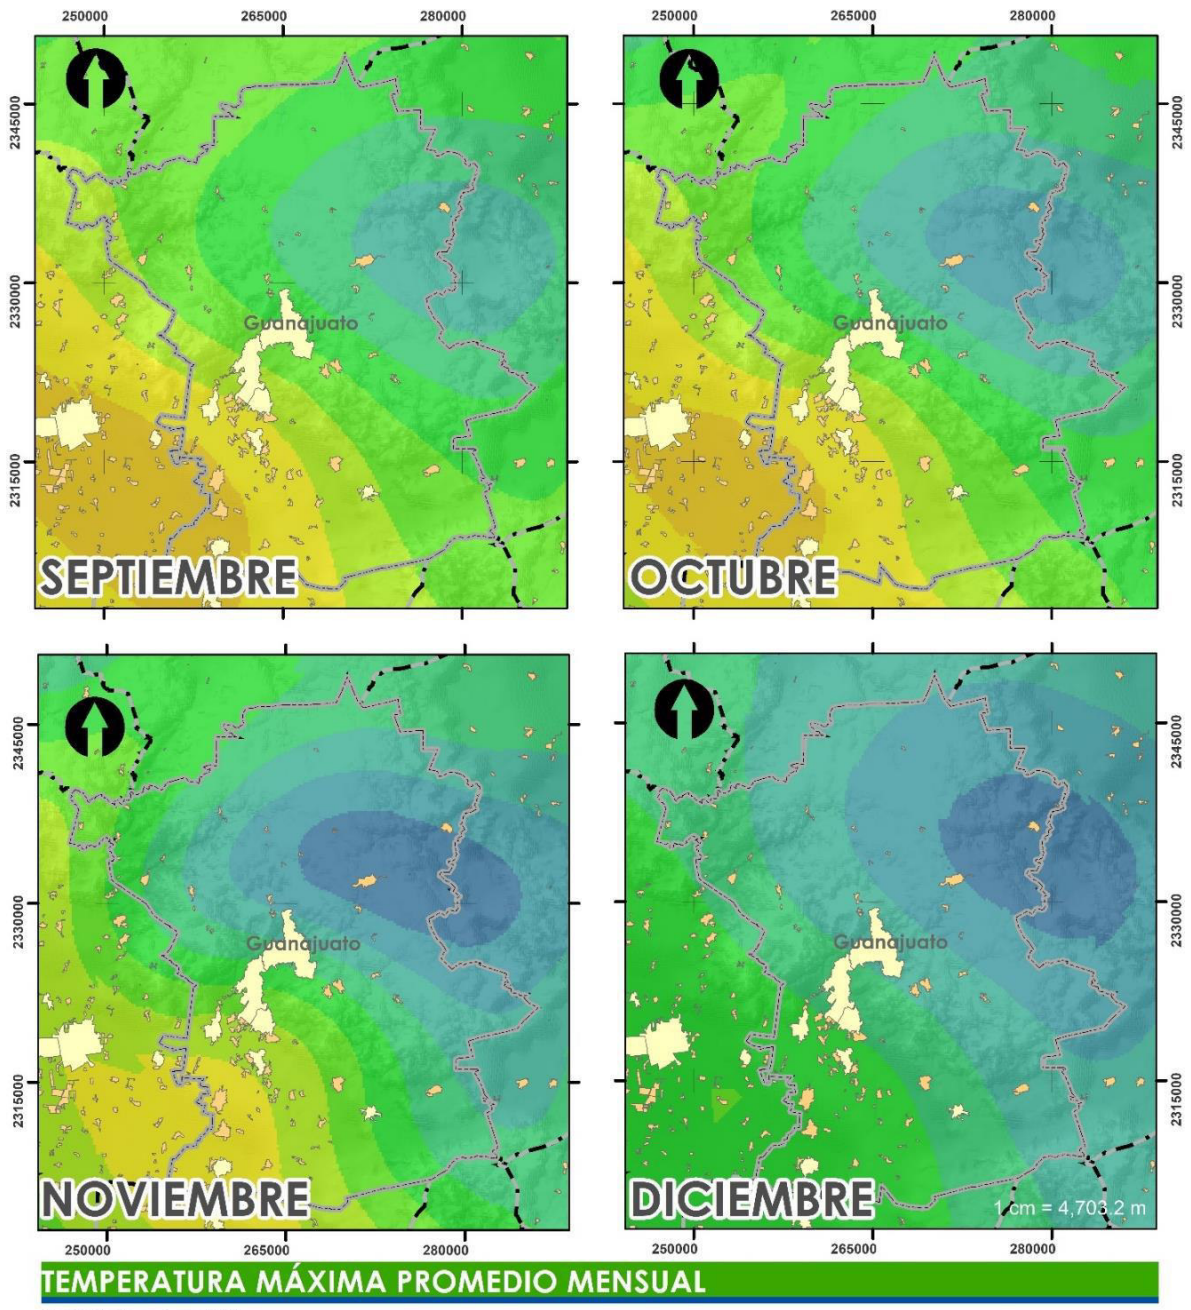 250000 265000 280000 250000 265000 280000
2345000 2345000
2330000 2330000
2315000 2315000
Guanajuato Guanajuato
SEPTIEMBRE OCTUBRE
2345000 2345000
2330000 2330000
2315000 2315000
Guanajuato Guanajuato
NOVIEMBRE DICIEMBRE
1 cm = 4,703.2 m
250000 265000 280000 250000 265000 280000
TEMPERATURA MÁXIMA PROMEDIO MENSUAL